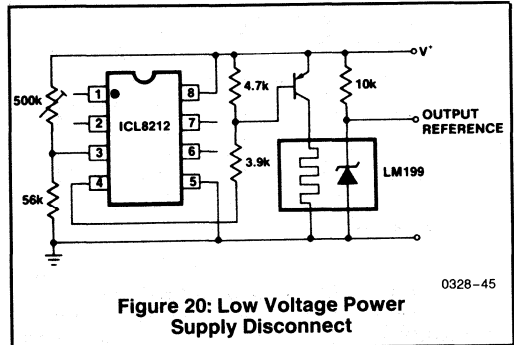 V+
500k
1
8
4.7k
10k
2
ICL8212
7
OUTPUT
REFERENCE
3
6
3.9k
LM199
4
5
56k
0328-45
Figure 20: Low Voltage Power
Supply Disconnect